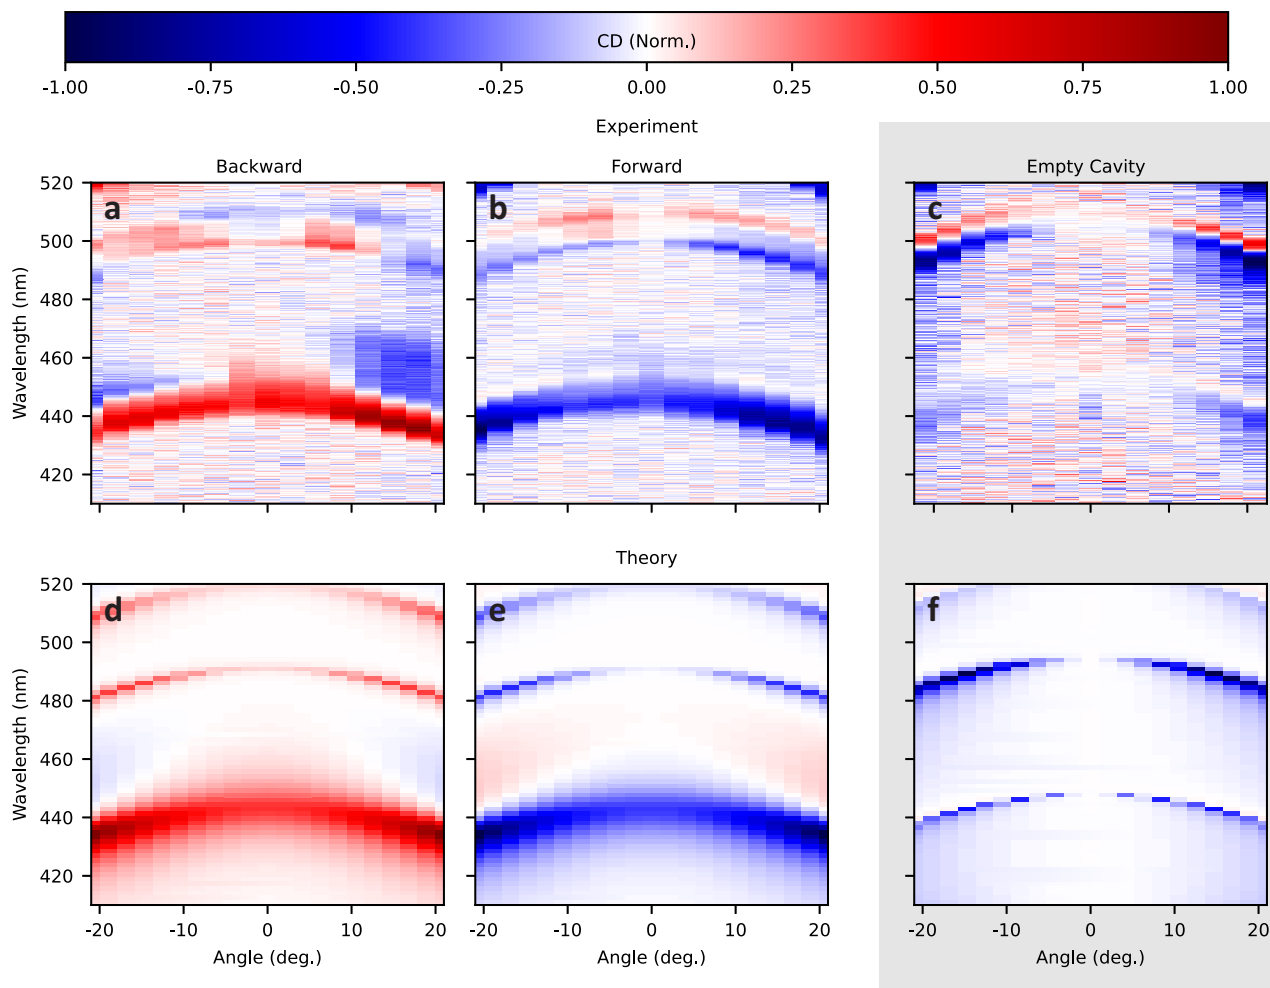 CD (Norm.)
-1.00 -0.75 -0.50 -0.25 0.00 0.25 0.50 0.75 1.00
Experiment
Backward Forward Empty Cavity
a b c
520
500
480
460
440
420
Wavelength (nm)
Theory
d e f
520
500
480
460
440
420
Wavelength (nm)
-20 -10 0 10 20 -20 -10 0 10 20 -20 -10 0 10 20
Angle (deg.) Angle (deg.) Angle (deg.)